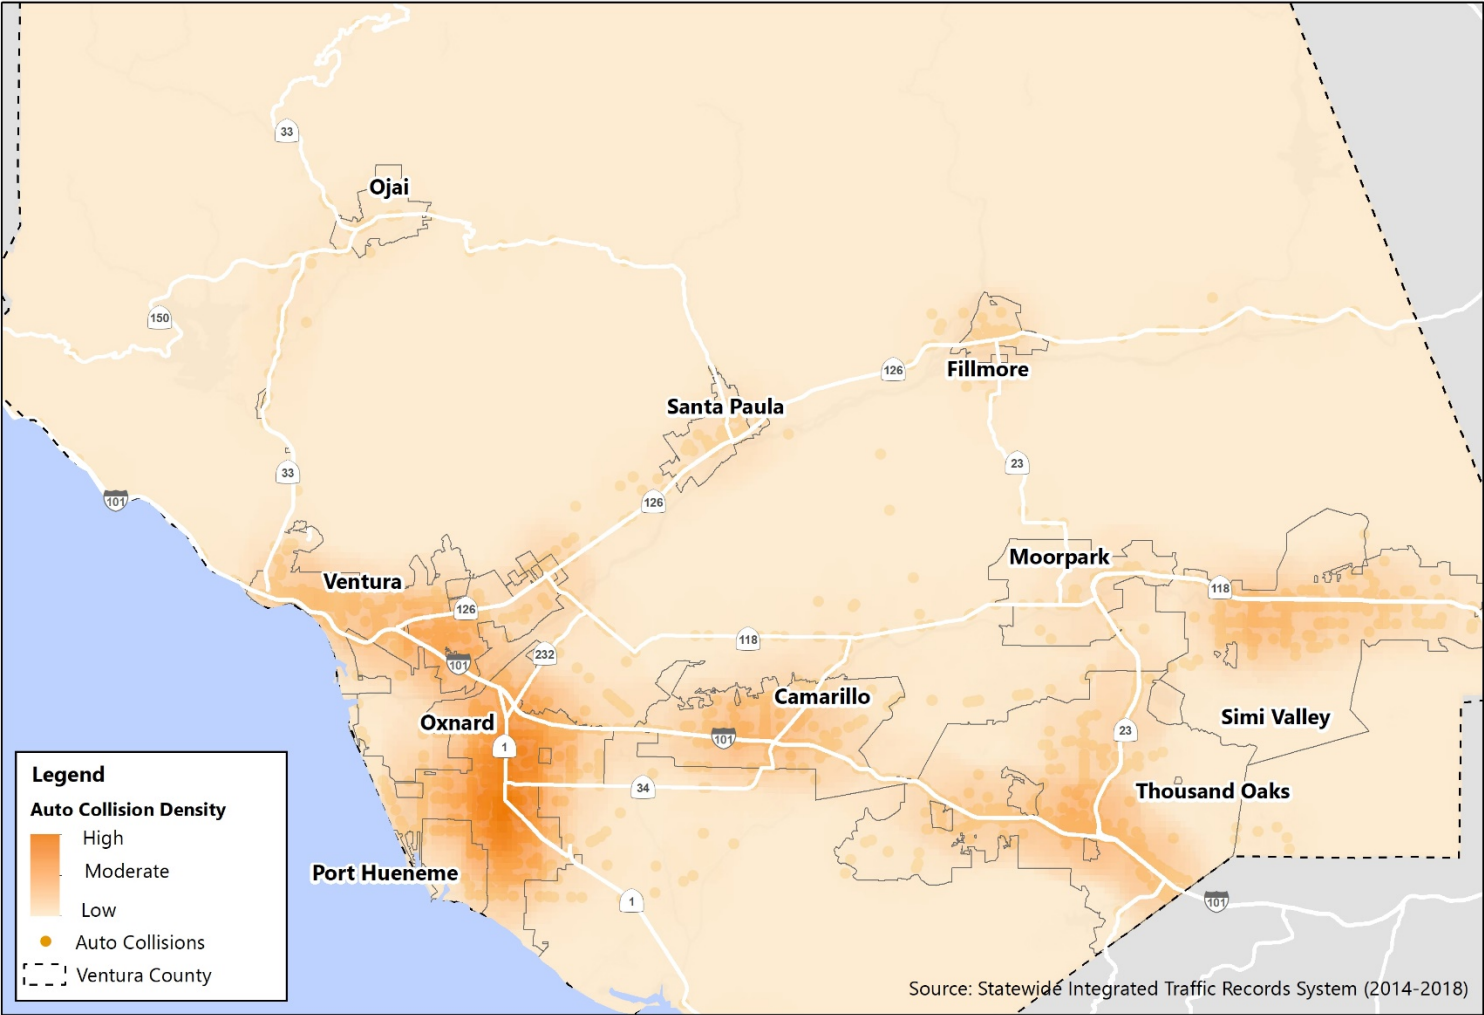 33
Ojai
150
126
Fillmore
Santa Paula
23
33
126
101
Moorpark
Ventura
118
126
118
232
101
Camarillo
Oxnard
Simi Valley
101
23
1
34
Thousand Oaks
Port Hueneme
1
101
Legend
Auto Collision Density
High
Moderate
Low
Auto Collisions
Ventura County
Source: Statewide Integrated Traffic Records System (2014-2018)